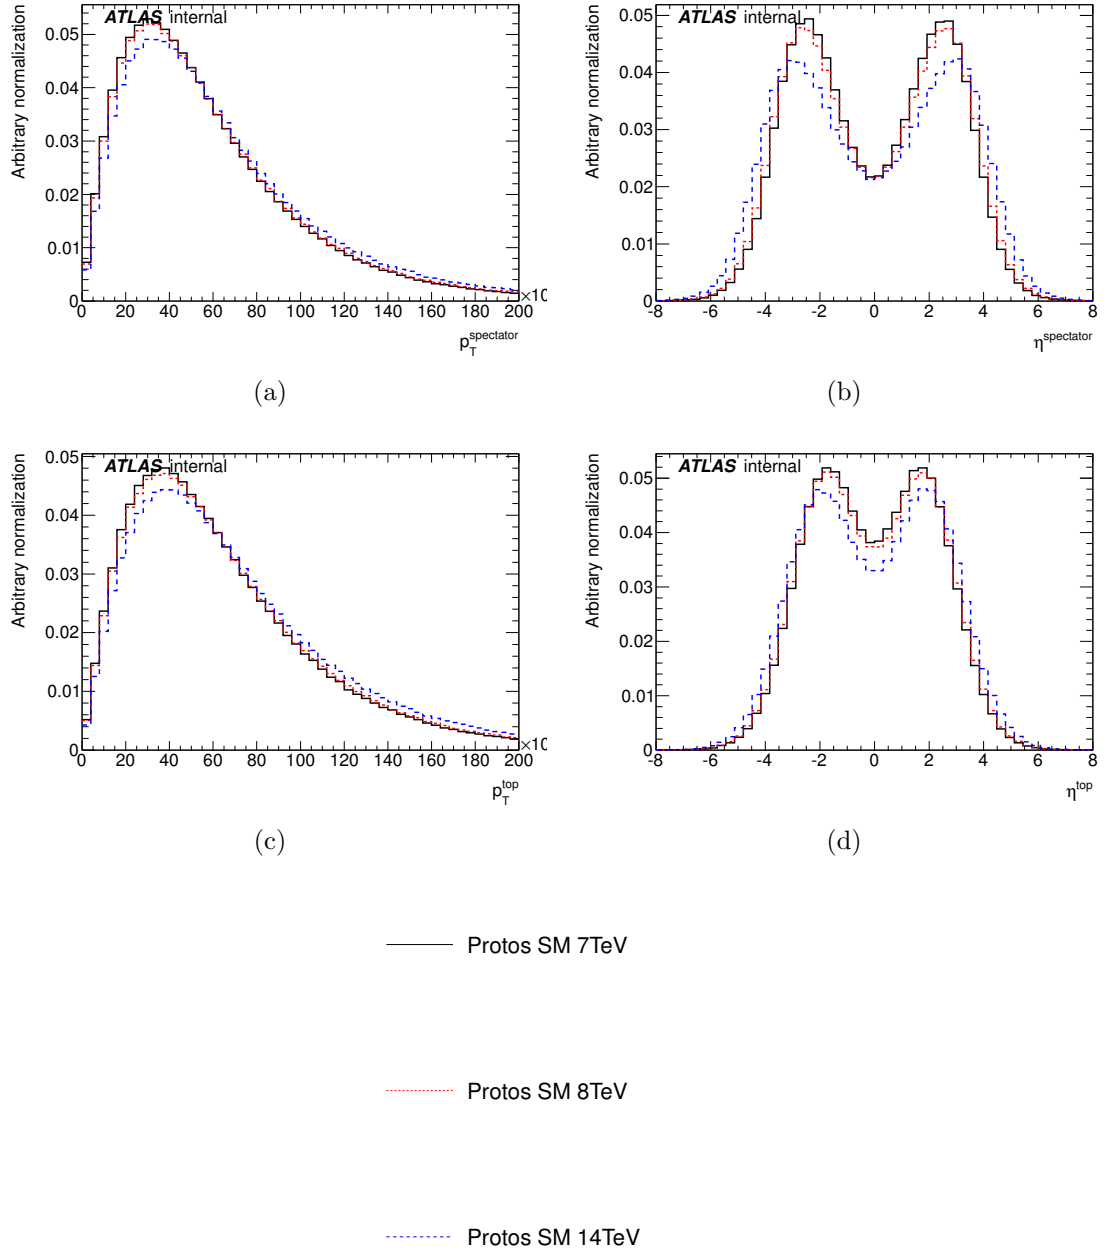 ATLAS internal
Arbitrary normalization
0.05
0.04
0.03
0.02
0.01
0
0 20 40 60 80 100 120 140 160 180 200
×10
p_T^spectator
(a)
ATLAS internal
Arbitrary normalization
0.05
0.04
0.03
0.02
0.01
0
-8 -6 -4 -2 0 2 4 6 8
η^spectator
(b)
ATLAS internal
Arbitrary normalization
0.05
0.04
0.03
0.02
0.01
0
0 20 40 60 80 100 120 140 160 180 200
×10
p_T^top
(c)
ATLAS internal
Arbitrary normalization
0.05
0.04
0.03
0.02
0.01
0
-8 -6 -4 -2 0 2 4 6 8
η^top
(d)
Protos SM 7TeV
Protos SM 8TeV
Protos SM 14TeV